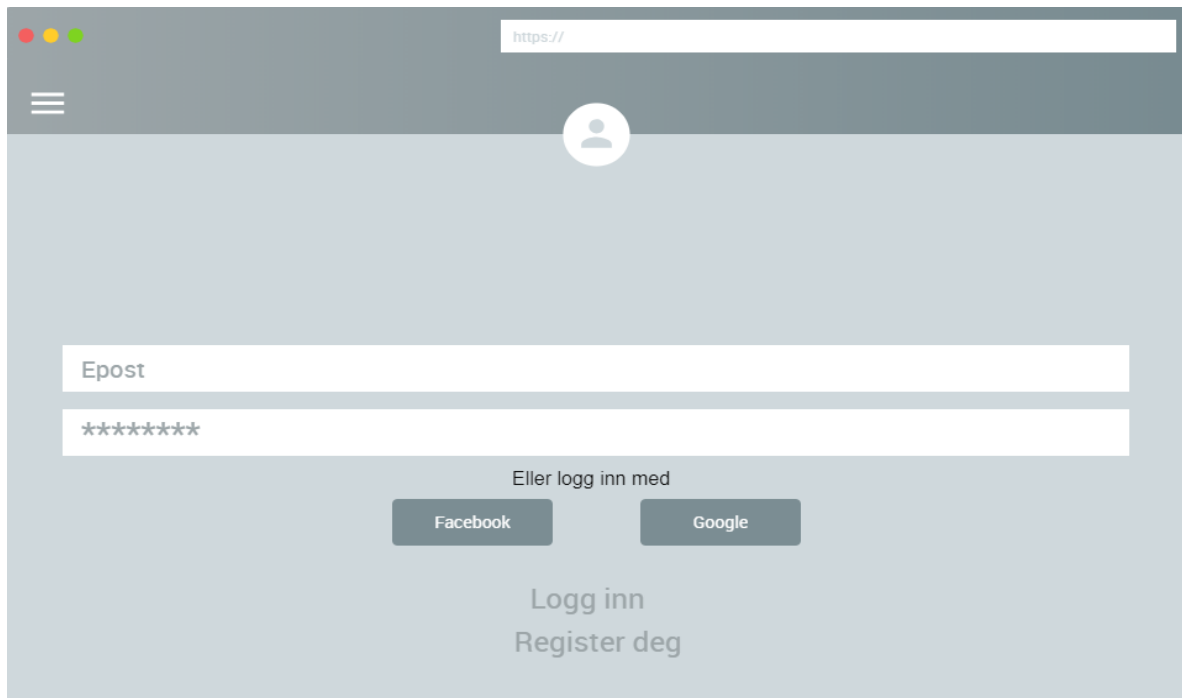 https://
Epost
********
Eller logg inn med
Facebook Google
Logg inn
Register deg